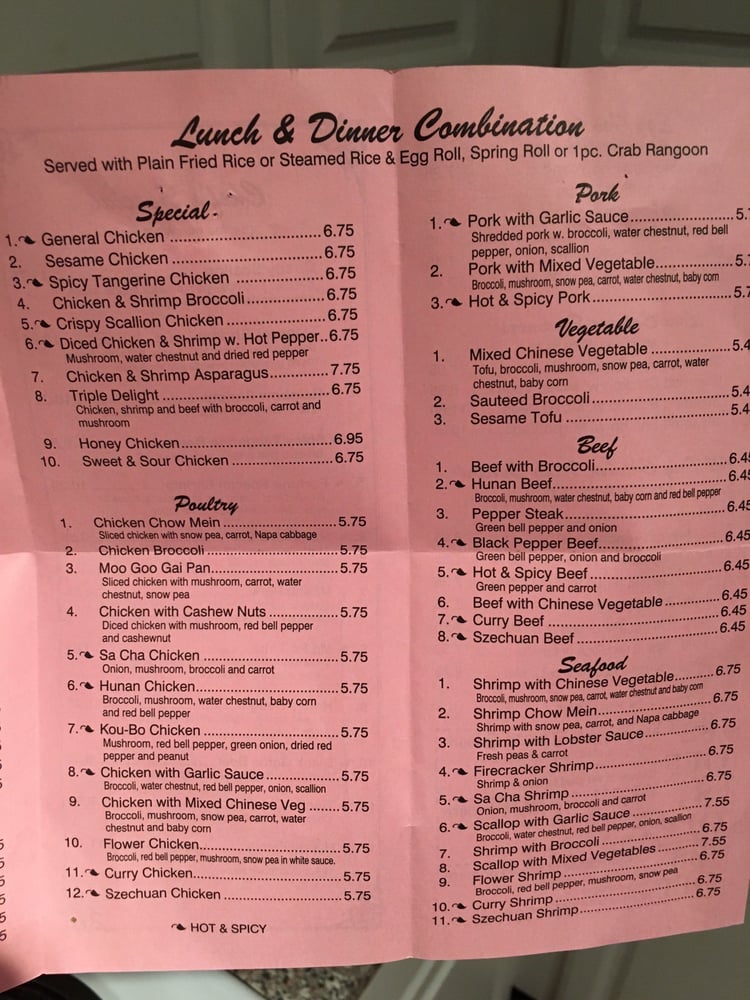 Lunch & Dinner Combination
Served with Plain Fried Rice or Steamed Rice & Egg Roll, Spring Roll or 1pc. Crab Rangoon
Special
1. General Chicken ..... 6.75
2. Sesame Chicken ..... 6.75
3. Spicy Tangerine Chicken ..... 6.75
4. Chicken & Shrimp Broccoli ..... 6.75
5. Crispy Scallion Chicken ..... 6.75
6. Diced Chicken & Shrimp w. Hot Pepper..6.75
Mushroom, water chestnut and dried red pepper
7. Chicken & Shrimp Asparagus ..... 7.75
8. Triple Delight ..... 6.75
Chicken, shrimp and beef with broccoli, carrot and
mushroom
9. Honey Chicken ..... 6.95
10. Sweet & Sour Chicken ..... 6.75
Poultry
1. Chicken Chow Mein ..... 5.75
Sliced chicken with snow pea, carrot, Napa cabbage
2. Chicken Broccoli ..... 5.75
3. Moo Goo Gai Pan ..... 5.75
Sliced chicken with mushroom, carrot, water
chestnut, snow pea
4. Chicken with Cashew Nuts ..... 5.75
Diced chicken with mushroom, red bell pepper
and cashewnut
5. Sa Cha Chicken ..... 5.75
Onion, mushroom, broccoli and carrot
6. Hunan Chicken ..... 5.75
Broccoli, mushroom, water chestnut, baby corn
and red bell pepper
7. Kou-Bo Chicken ..... 5.75
Mushroom, red bell pepper, green onion, dried red
pepper and peanut
8. Chicken with Garlic Sauce ..... 5.75
Broccoli, water chestnut, red bell pepper, onion, scallion
9. Chicken with Mixed Chinese Veg ..... 5.75
Broccoli, mushroom, snow pea, carrot, water
chestnut and baby corn
10. Flower Chicken ..... 5.75
Broccoli, red bell pepper, mushroom, snow pea in white sauce.
11. Curry Chicken ..... 5.75
12. Szechuan Chicken ..... 5.75
HOT & SPICY
Pork
1. Pork with Garlic Sauce ..... 5.
Shredded pork w. broccoli, water chestnut, red bell
pepper, onion, scallion
2. Pork with Mixed Vegetable ..... 5.
Broccoli, mushroom, snow pea, carrot, water chestnut, baby corn
3. Hot & Spicy Pork ..... 5.7
Vegetable
1. Mixed Chinese Vegetable ..... 5.4
Tofu, broccoli, mushroom, snow pea, carrot, water
chestnut, baby corn
2. Sauteed Broccoli ..... 5.4
3. Sesame Tofu ..... 5.4
Beef
1. Beef with Broccoli ..... 6.45
2. Hunan Beef ..... 6.45
Broccoli, mushroom, water chestnut, baby corn and red bell pepper
3. Pepper Steak ..... 6.45
Green bell pepper and onion
4. Black Pepper Beef ..... 6.45
Green bell pepper, onion and broccoli
5. Hot & Spicy Beef ..... 6.45
Green pepper and carrot
6. Beef with Chinese Vegetable ..... 6.45
7. Curry Beef ..... 6.45
8. Szechuan Beef ..... 6.45
Seafood
1. Shrimp with Chinese Vegetable ..... 6.75
Broccoli, mushroom, snow pea, carrot, water chestnut and baby corn
2. Shrimp Chow Mein ..... 6.75
Shrimp with snow pea, carrot, and Napa cabbage
3. Shrimp with Lobster Sauce ..... 6.75
Fresh peas & carrot
4. Firecracker Shrimp ..... 6.75
Shrimp & onion
5. Sa Cha Shrimp ..... 6.75
Onion, mushroom, broccoli and carrot
6. Scallop with Garlic Sauce ..... 7.55
Broccoli, water chestnut, red bell pepper, onion, scallion
7. Shrimp with Broccoli ..... 6.75
8. Scallop with Mixed Vegetables ..... 7.55
9. Flower Shrimp ..... 6.75
Broccoli, red bell pepper, mushroom, snow pea
10. Curry Shrimp ..... 6.75
11. Szechuan Shrimp ..... 6.75